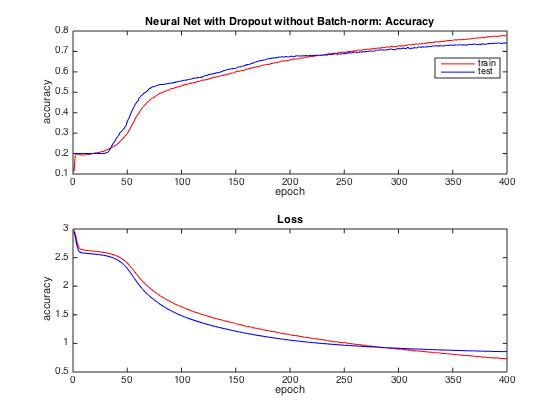 Neural Net with Dropout without Batch-norm: Accuracy
0.8
0.7
0.6
0.5
0.4
0.3
0.2
0.1
accuracy
train
test
0 50 100 150 200 250 300 350 400
epoch
Loss
3
2.5
2
1.5
1
0.5
accuracy
0 50 100 150 200 250 300 350 400
epoch